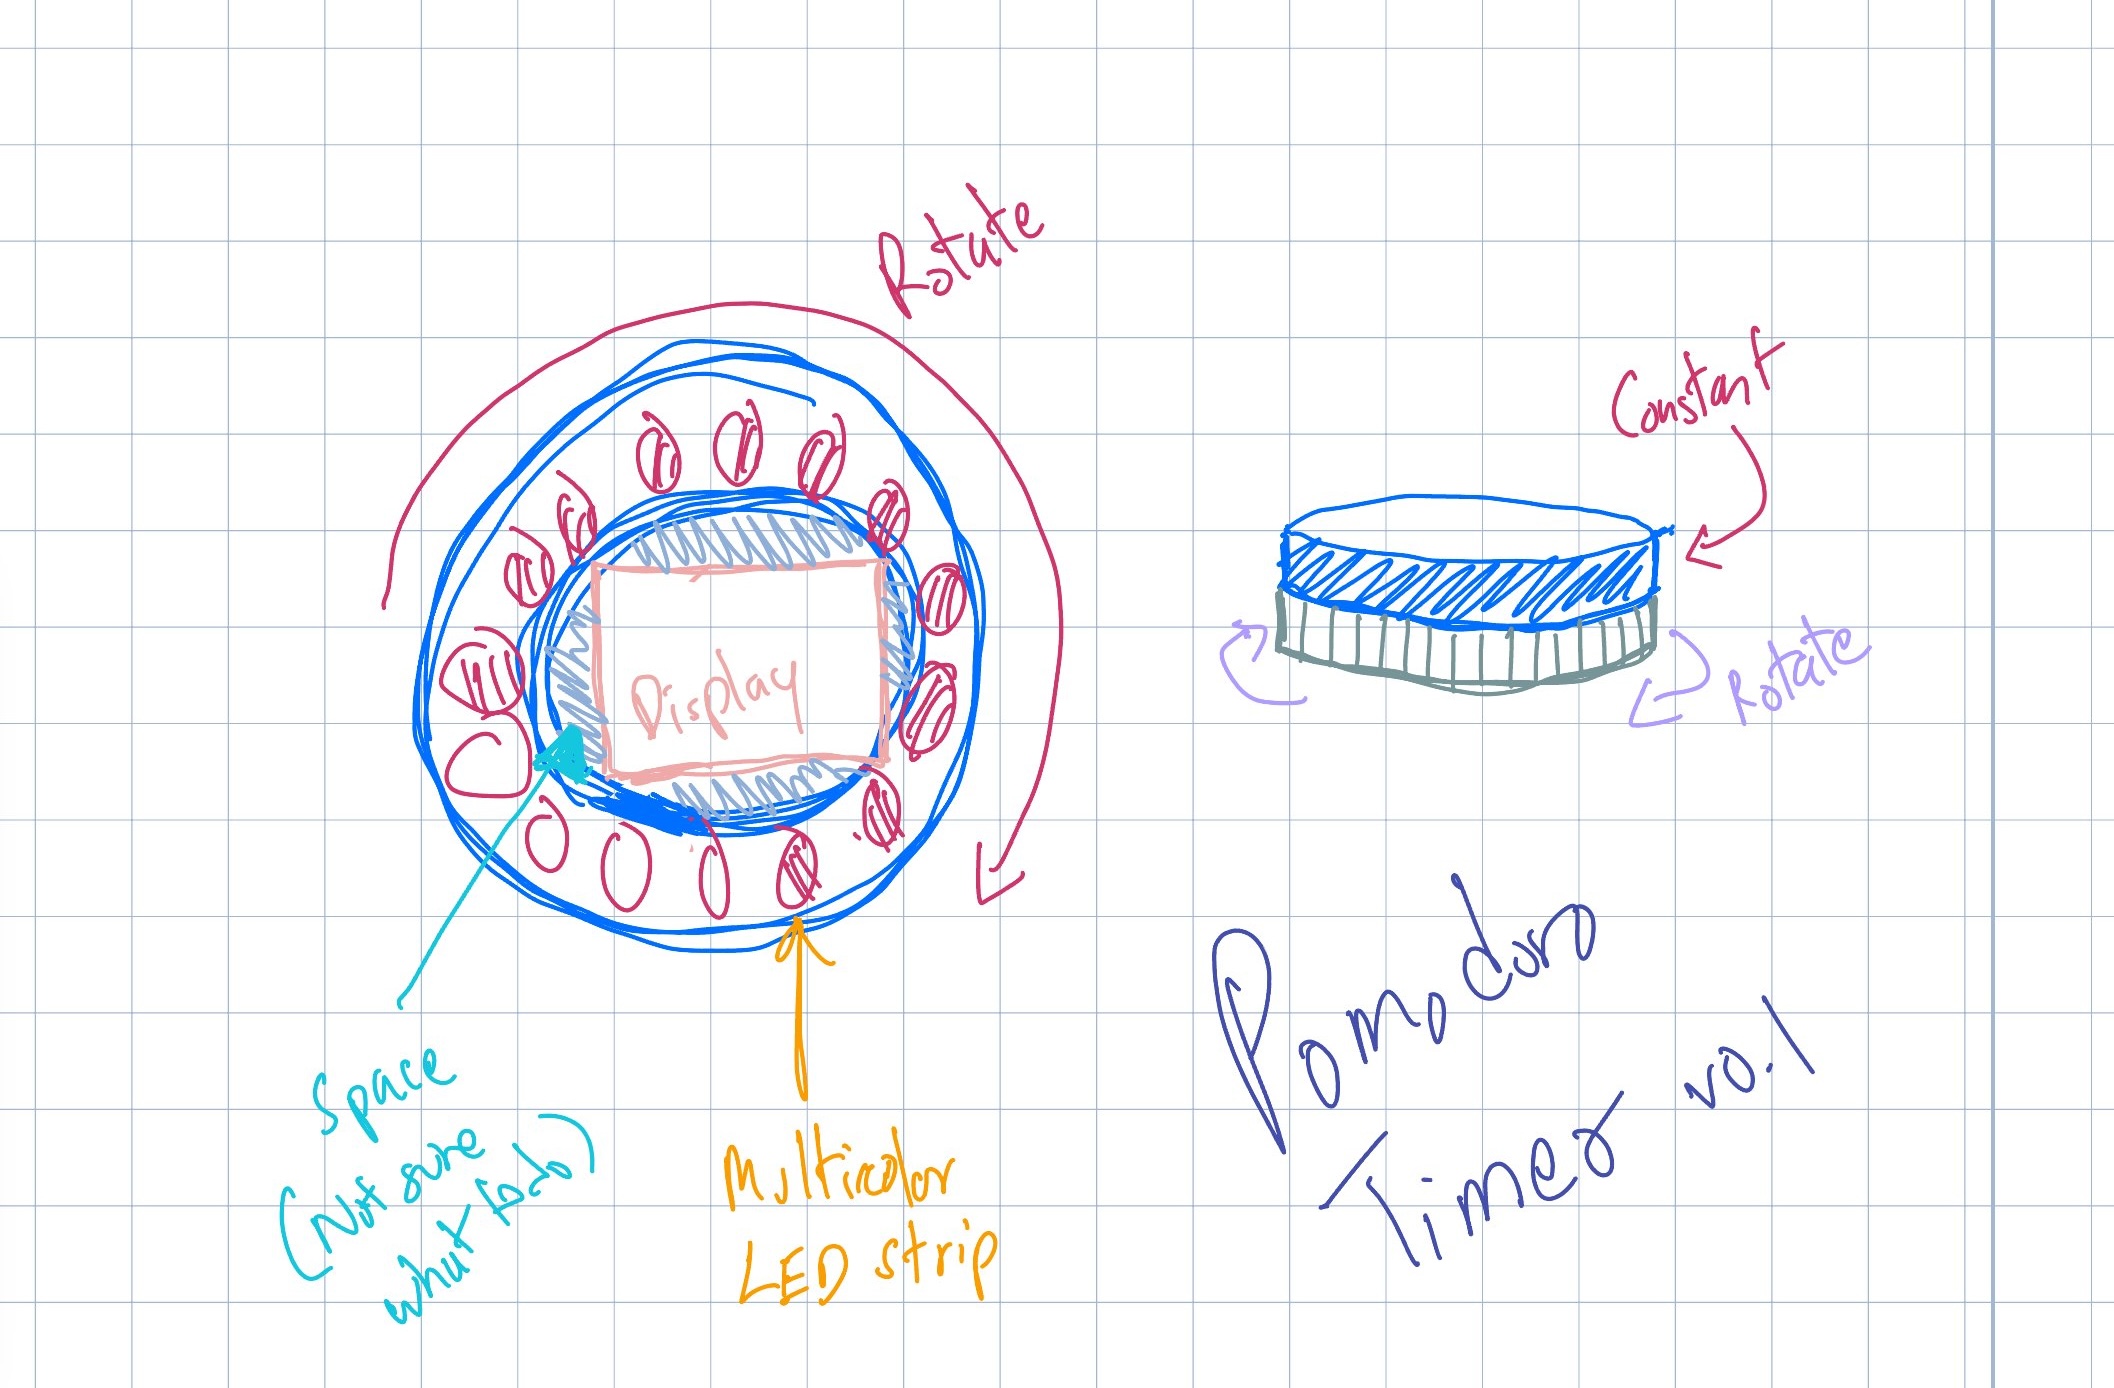 Rotate
Constant
Display
Rotate
Pomodoro
Timer v0.1
Space
(Not sure
what to do)
Multicolor
LED strip